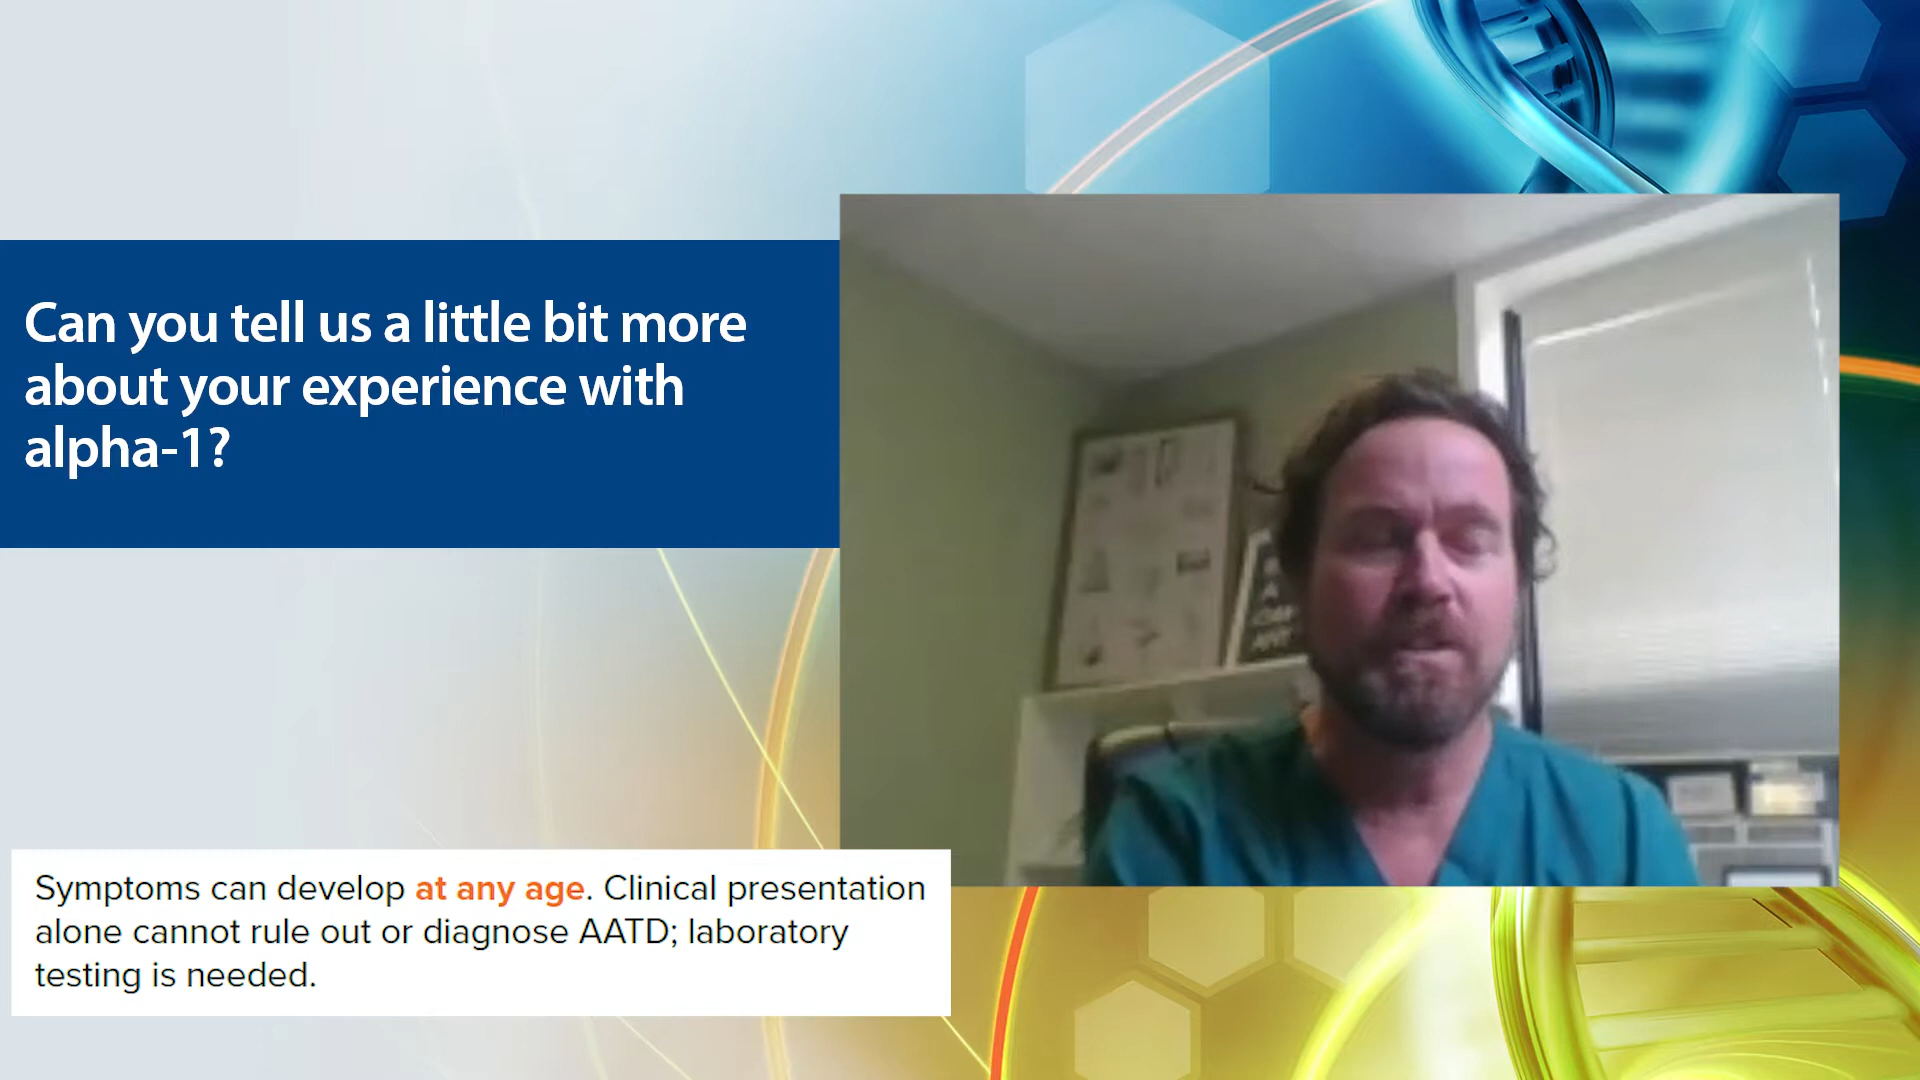 Can you tell us a little bit more
about your experience with
alpha-1?
Symptoms can develop at any age. Clinical presentation
alone cannot rule out or diagnose AATD; laboratory
testing is needed.